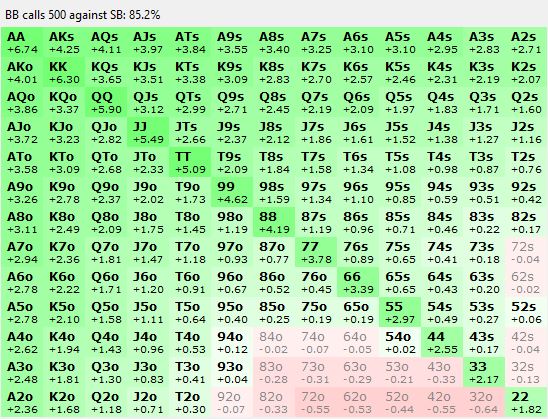 BB calls 500 against SB: 85.2%
AA AKs AQs AJs ATs A9s A8s A7s A6s A5s A4s A3s A2s
+6.74 +4.25 +4.11 +3.97 +3.84 +3.55 +3.40 +3.25 +3.10 +3.10 +2.95 +2.83 +2.71
AKo KK KQs KJs KTs K9s K8s K7s K6s K5s K4s K3s K2s
+4.01 +6.30 +3.65 +3.51 +3.38 +3.09 +2.83 +2.70 +2.57 +2.46 +2.31 +2.19 +2.07
AQo KQo QQ QJs QTs Q9s Q8s Q7s Q6s Q5s Q4s Q3s Q2s
+3.86 +3.37 +5.90 +3.12 +2.99 +2.71 +2.45 +2.19 +2.09 +1.97 +1.83 +1.71 +1.60
AJo KJo QJo JJ JTs J9s J8s J7s J6s J5s J4s J3s J2s
+3.72 +3.23 +2.82 +5.49 +2.66 +2.37 +2.12 +1.86 +1.61 +1.52 +1.38 +1.27 +1.16
ATo KTo QTo JTo TT T9s T8s T7s T6s T5s T4s T3s T2s
+3.58 +3.09 +2.68 +2.33 +5.09 +2.09 +1.84 +1.58 +1.34 +1.08 +0.98 +0.87 +0.76
A9o K9o Q9o J9o T9o 99 98s 97s 96s 95s 94s 93s 92s
+3.26 +2.78 +2.37 +2.02 +1.73 +4.62 +1.59 +1.34 +1.10 +0.85 +0.59 +0.51 +0.42
A8o K8o Q8o J8o T8o 98o 88 87s 86s 85s 84s 83s 82s
+3.11 +2.49 +2.09 +1.75 +1.45 +1.19 +4.19 +1.19 +0.96 +0.71 +0.46 +0.22 +0.17
A7o K7o Q7o J7o T7o 97o 87o 77 76s 75s 74s 73s 72s
+2.94 +2.36 +1.81 +1.47 +1.18 +0.93 +0.77 +3.78 +0.89 +0.65 +0.41 +0.18 -0.04
A6o K6o Q6o J6o T6o 96o 86o 76o 66 65s 64s 63s 62s
+2.78 +2.22 +1.71 +1.20 +0.91 +0.67 +0.52 +0.45 +3.39 +0.65 +0.43 +0.20 -0.02
A5o K5o Q5o J5o T5o 95o 85o 75o 65o 55 54s 53s 52s
+2.78 +2.10 +1.58 +1.11 +0.64 +0.40 +0.25 +0.19 +0.19 +2.97 +0.49 +0.27 +0.06
A4o K4o Q4o J4o T4o 94o 84o 74o 64o 54o 44 43s 42s
+2.62 +1.94 +1.43 +0.96 +0.53 +0.12 -0.02 -0.07 -0.05 +0.02 +2.55 +0.17 -0.04
A3o K3o Q3o J3o T3o 93o 83o 73o 63o 53o 43o 33 32s
+2.48 +1.81 +1.30 +0.83 +0.41 +0.04 -0.28 -0.31 -0.29 -0.21 -0.33 +2.17 -0.13
A2o K2o Q2o J2o T2o 92o 82o 72o 62o 52o 42o 32o 22
+2.36 +1.68 +1.18 +0.71 +0.30 -0.07 -0.33 -0.55 -0.52 -0.44 -0.55 -0.64 +1.82